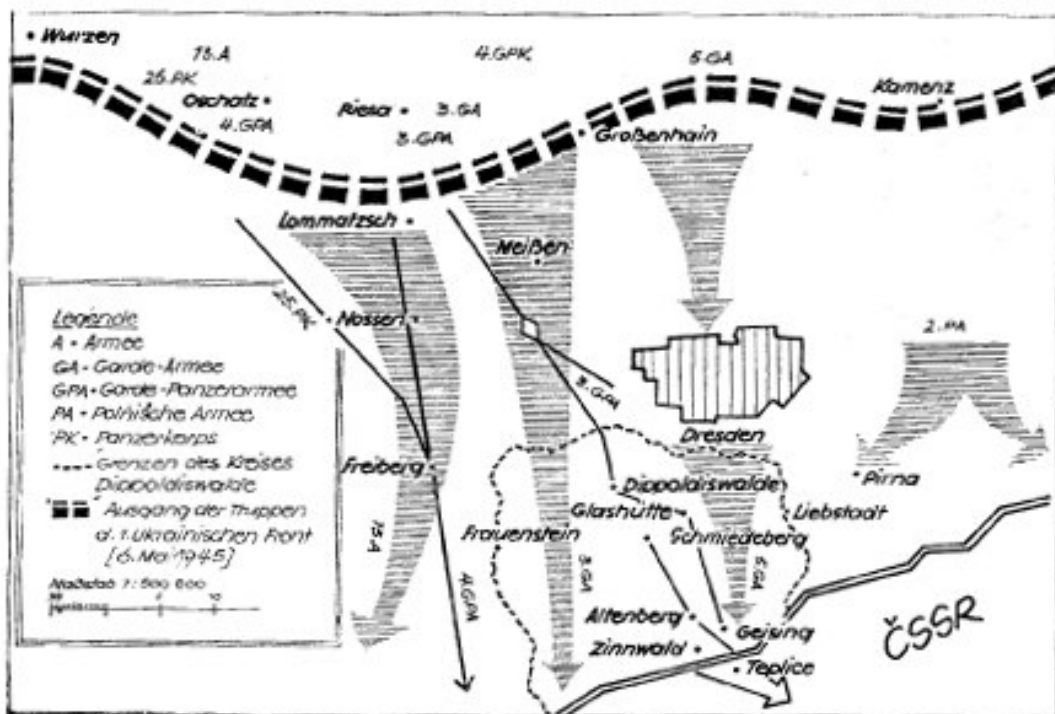 Wurzen
13.A
4.GPK
5.GA
25.PK
Kamenz
Oschatz
Riesa
3.GA
4.GPA
3.GPA
Großenhain
Lommatzsch
Meißen
25.PK
Nossen
2.PA
Legende
A = Armee
GA = Garde-Armee
GPA = Garde-Panzerarmee
PA = Polnische Armee
PK = Panzerkorps
Grenzen des Kreises
Dippoldiswalde
Ausgang der Truppen
d. 1. Ukrainischen Front
[6. Mai 1945]
Maßstab 1:500 000
3.GPA
Dresden
Freiberg
Dippoldiswalde
Pirna
Glashütte
Liebstadt
Frauenstein
Schmiedeberg
13.A
3.GA
5.GA
4.GPA
Altenberg
Geising
Zinnwald
Teplice
ČSSR